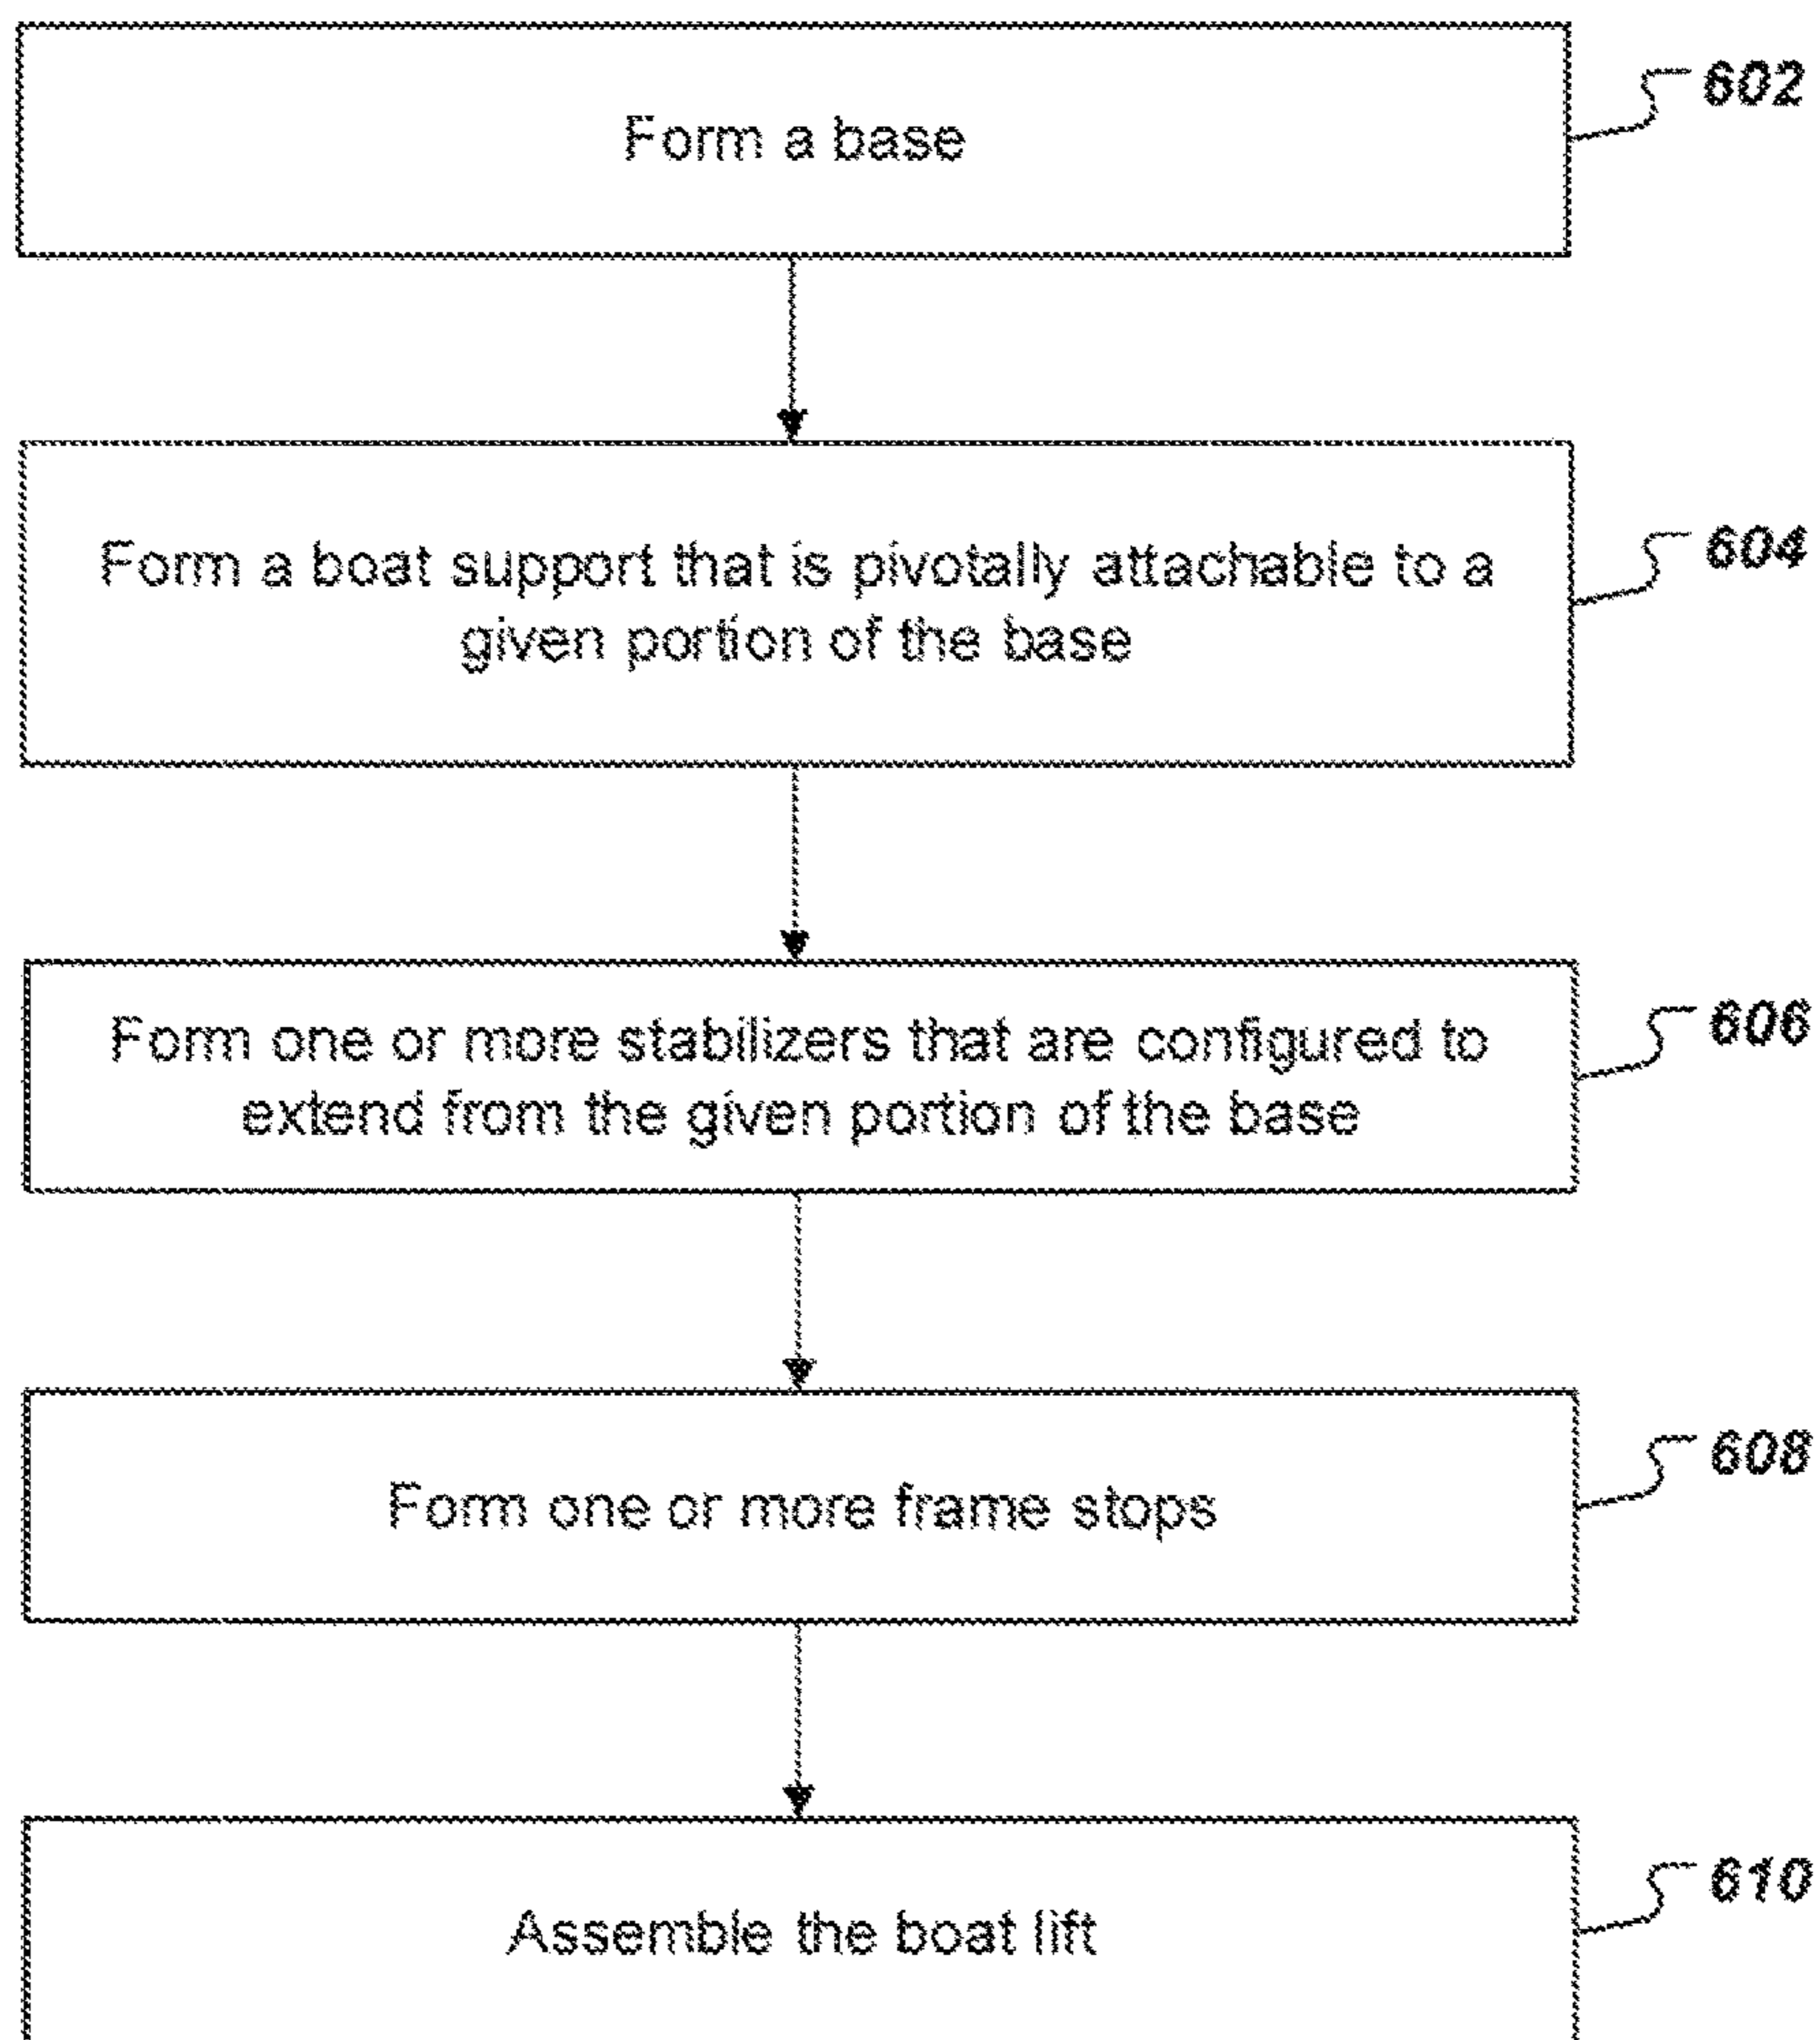 Form a base
602
Form a boat support that is pivotally attachable to a
given portion of the base
604
Form one or more stabilizers that are configured to
extend from the given portion of the base
606
Form one or more frame stops
608
Assemble the boat lift
610